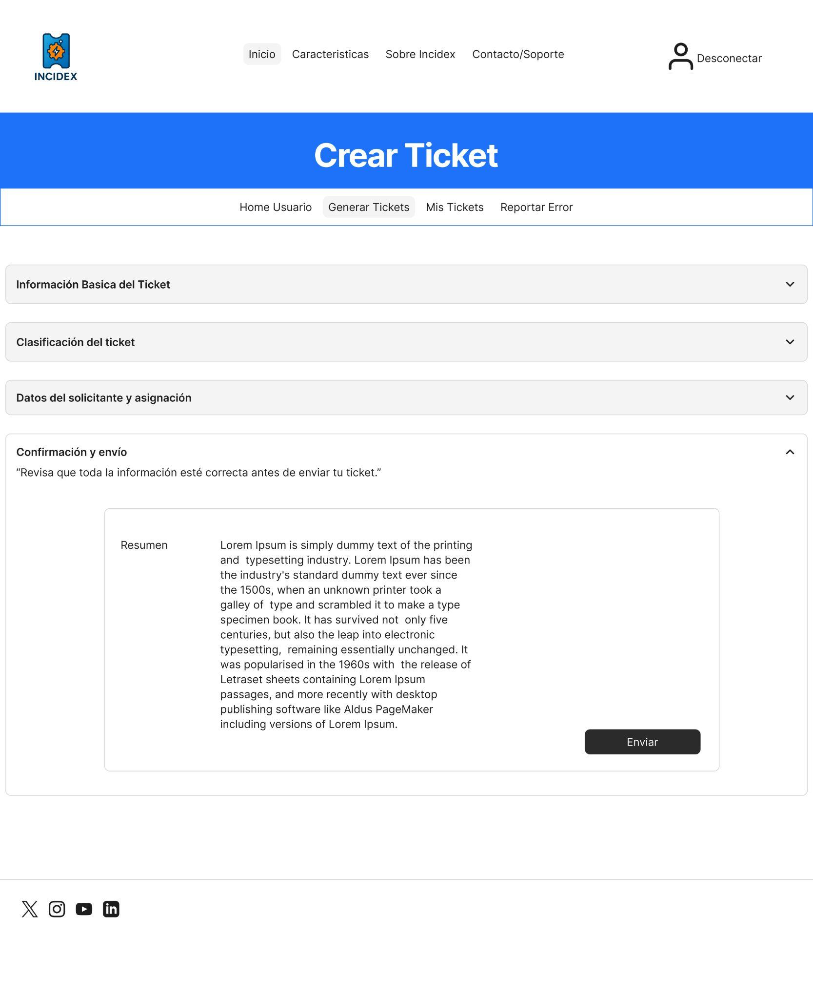 INCIDEX
Inicio
Caracteristicas
Sobre Incidex
Contacto/Soporte
Desconectar
Crear Ticket
Home Usuario
Generar Tickets
Mis Tickets
Reportar Error
Información Basica del Ticket
Clasificación del ticket
Datos del solicitante y asignación
Confirmación y envío
“Revisa que toda la información esté correcta antes de enviar tu ticket.”
Resumen
Lorem Ipsum is simply dummy text of the printing
and  typesetting industry. Lorem Ipsum has been
the industry's standard dummy text ever since
the 1500s, when an unknown printer took a
galley of  type and scrambled it to make a type
specimen book. It has survived not  only five
centuries, but also the leap into electronic
typesetting,  remaining essentially unchanged. It
was popularised in the 1960s with  the release of
Letraset sheets containing Lorem Ipsum
passages, and more recently with desktop
publishing software like Aldus PageMaker
including versions of Lorem Ipsum.
Enviar